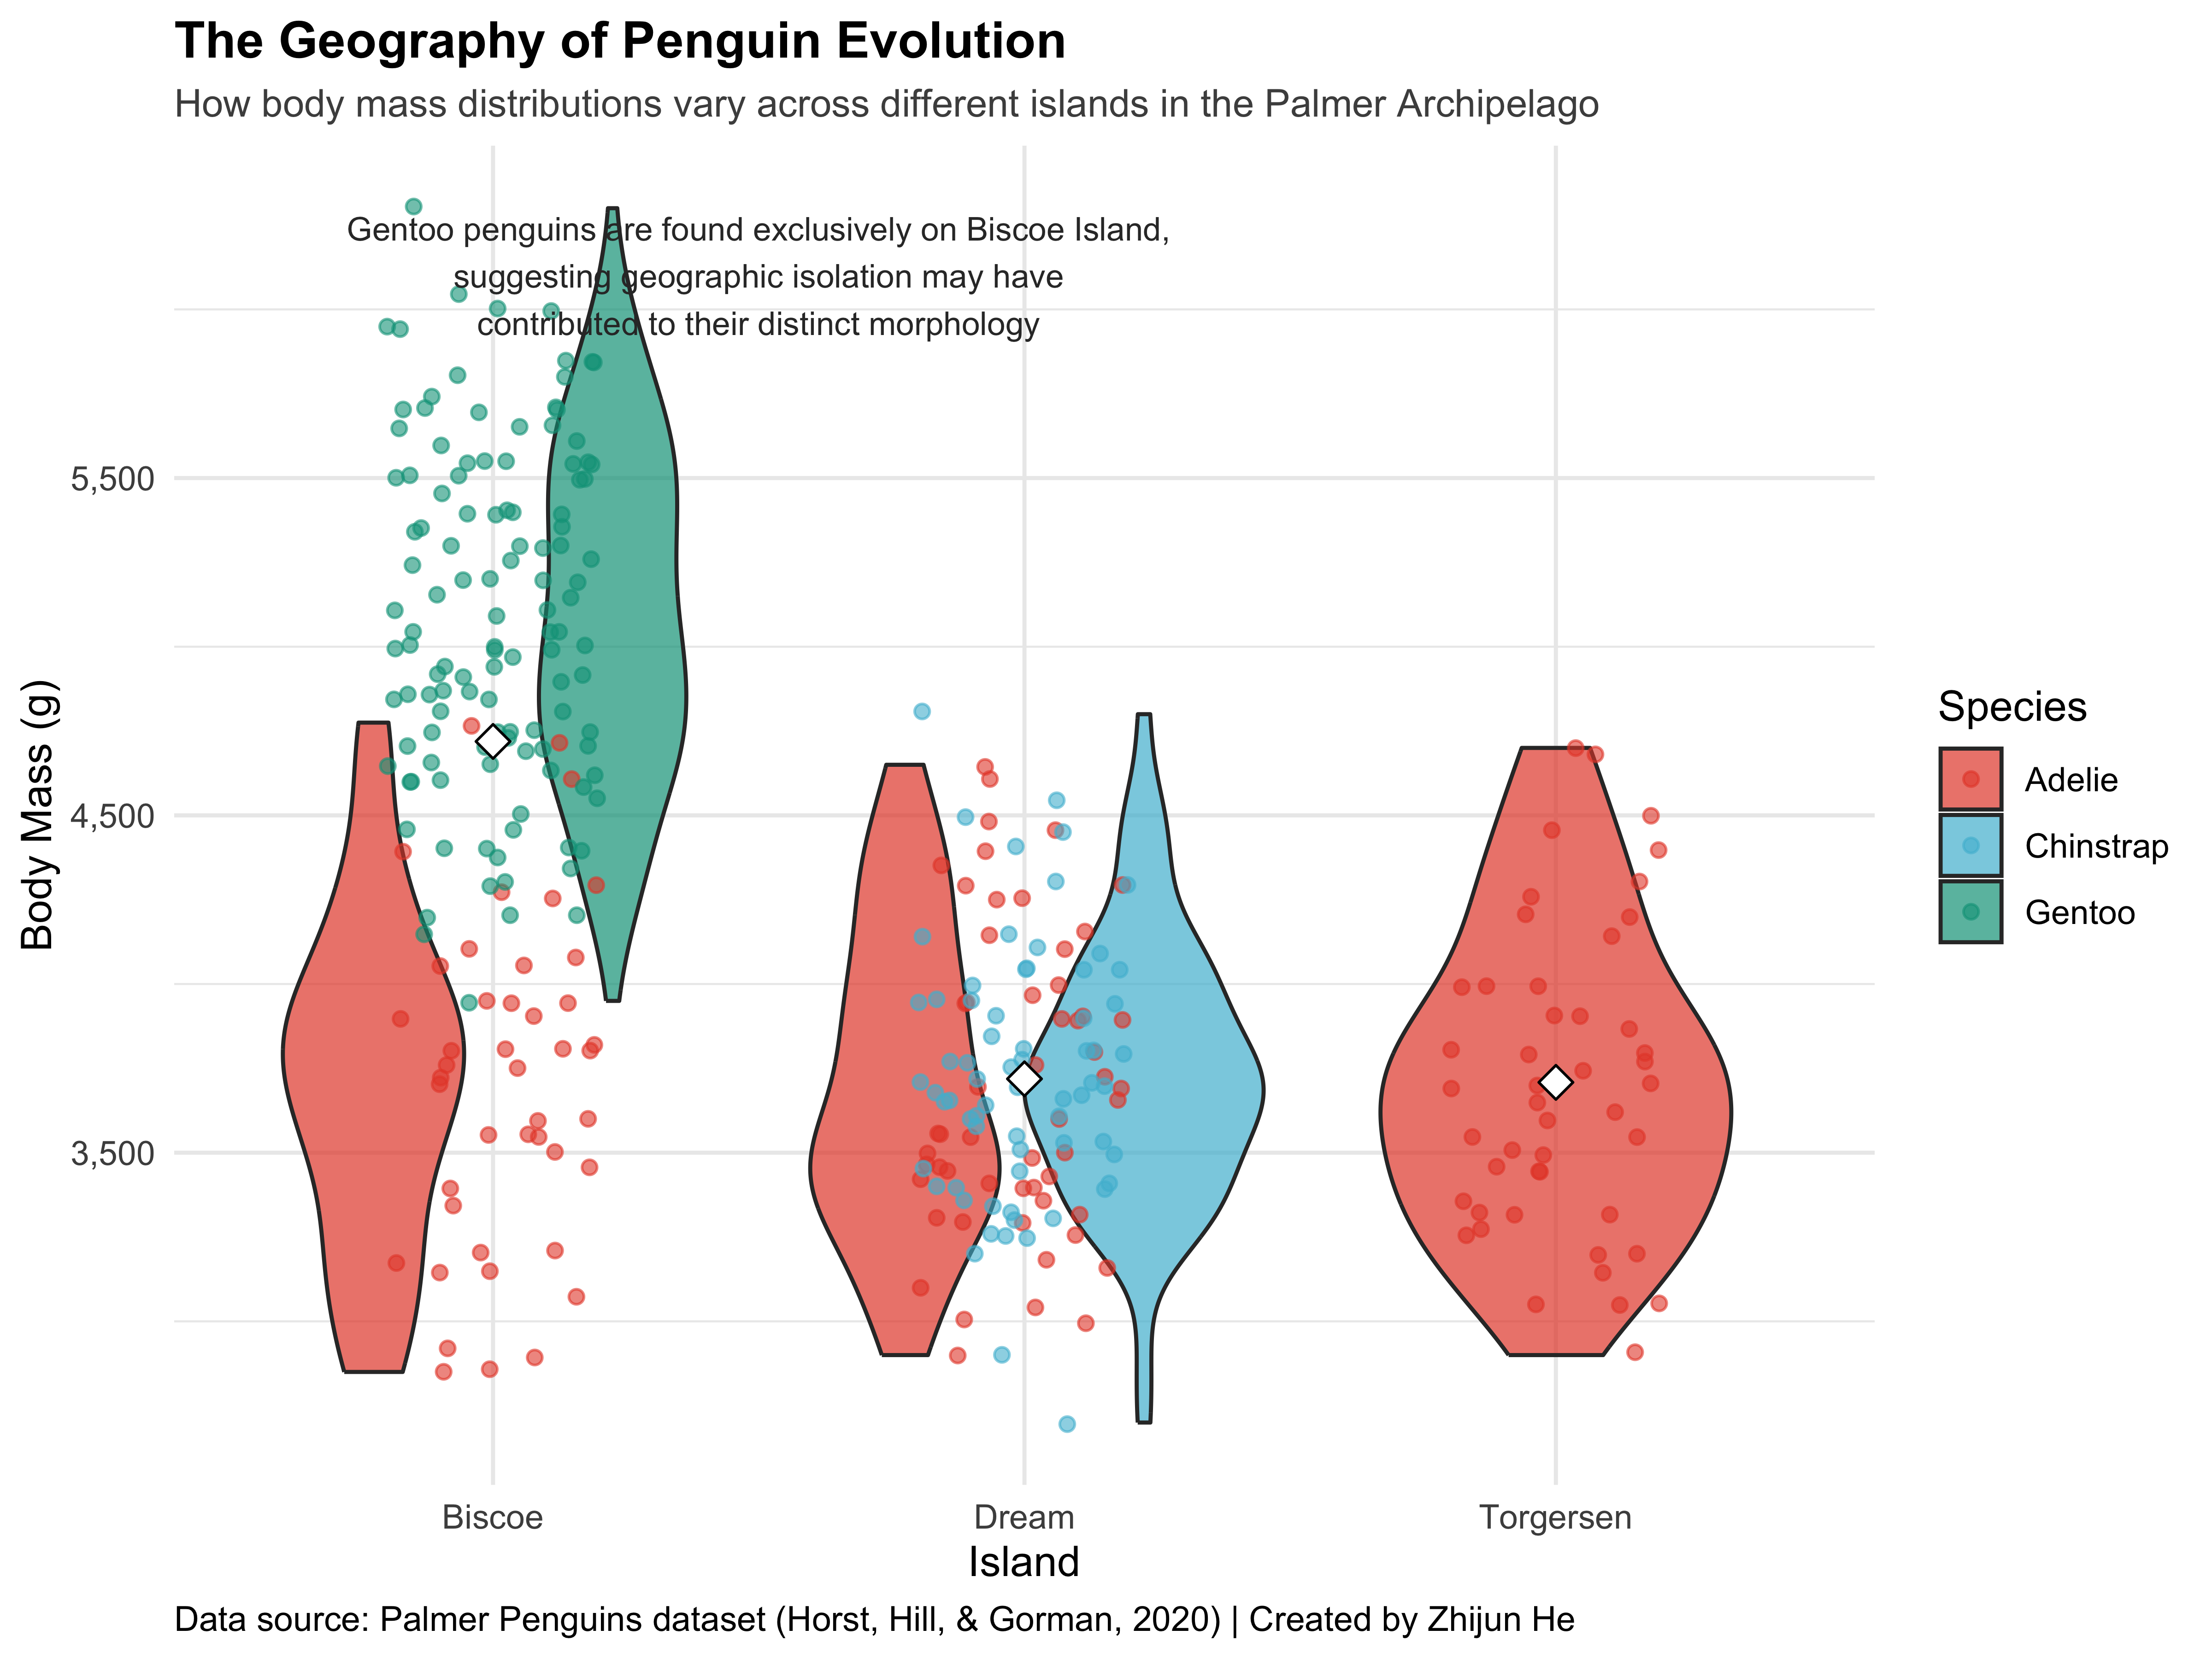 The Geography of Penguin Evolution
How body mass distributions vary across different islands in the Palmer Archipelago
Gentoo penguins are found exclusively on Biscoe Island,
suggesting geographic isolation may have
contributed to their distinct morphology
Body Mass (g)
5,500
4,500
3,500
Species
Adelie
Chinstrap
Gentoo
Biscoe
Dream
Torgersen
Island
Data source: Palmer Penguins dataset (Horst, Hill, & Gorman, 2020) | Created by Zhijun He